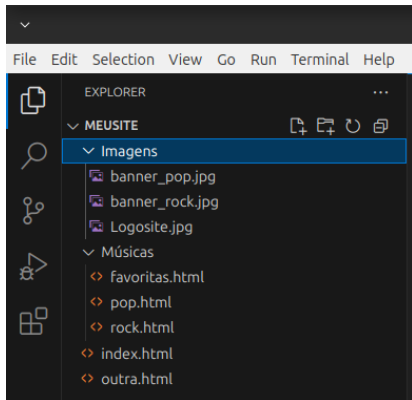 File Edit Selection View Go Run Terminal Help
EXPLORER
MEUSITE
Imagens
banner_pop.jpg
banner_rock.jpg
Logosite.jpg
Músicas
favoritas.html
pop.html
rock.html
index.html
outra.html